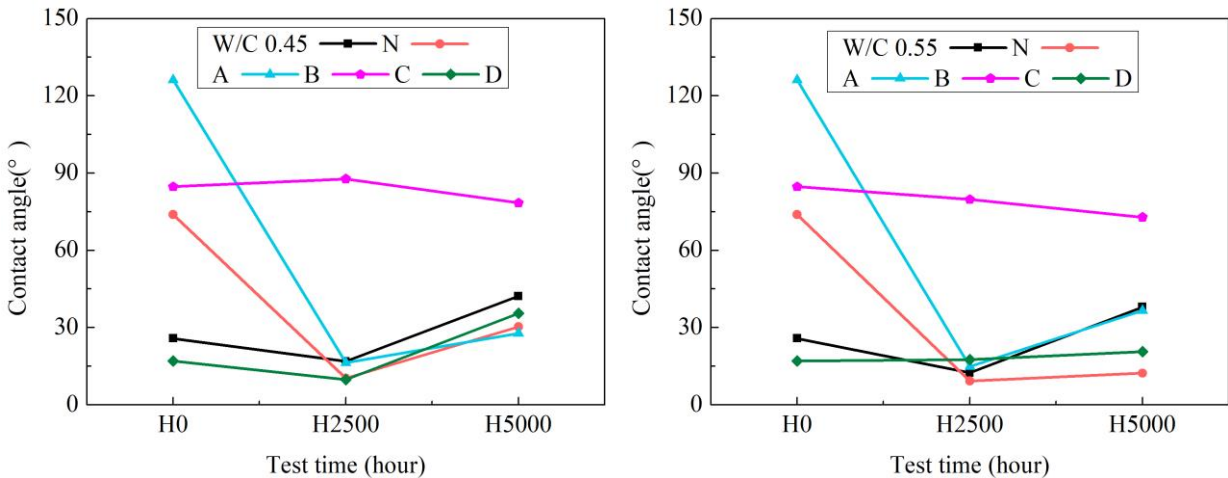 150
120
90
60
30
0
Contact angle(° )
W/C 0.45 N
A B C D
H0 H2500 H5000
Test time (hour)
150
120
90
60
30
0
Contact angle(° )
W/C 0.55 N
A B C D
H0 H2500 H5000
Test time (hour)